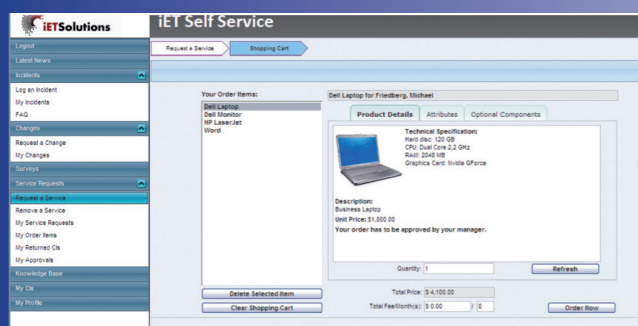 iETSolutions
iET Self Service
Logout
Latest News
Incidents
Log an Incident
My Incidents
FAQ
Changes
Request a Change
My Changes
Surveys
Service Requests
Request a Service
Remove a Service
My Service Requests
My Order Items
My Returned CIs
My Approvals
Knowledge Base
My CIs
My Profile
Request a Service
Shopping Cart
Your Order Items:
Dell Laptop
Dell Monitor
HP LaserJet
Word
Delete Selected Item
Clear Shopping Cart
Dell Laptop for Friedberg, Michael
Product Details Attributes Optional Components
Technical Specification:
Hard disc: 120 GB
CPU: Dual Core 2,2 GHz
RAM: 2048 MB
Graphics Card: Nvidia GForce
Description:
Business Laptop
Unit Price: $1,800.00
Your order has to be approved by your manager.
Quantity: 1
Refresh
Total Price: $ 4,100.00
Total Fee/Month(s): $ 0.00 / 0
Order Now